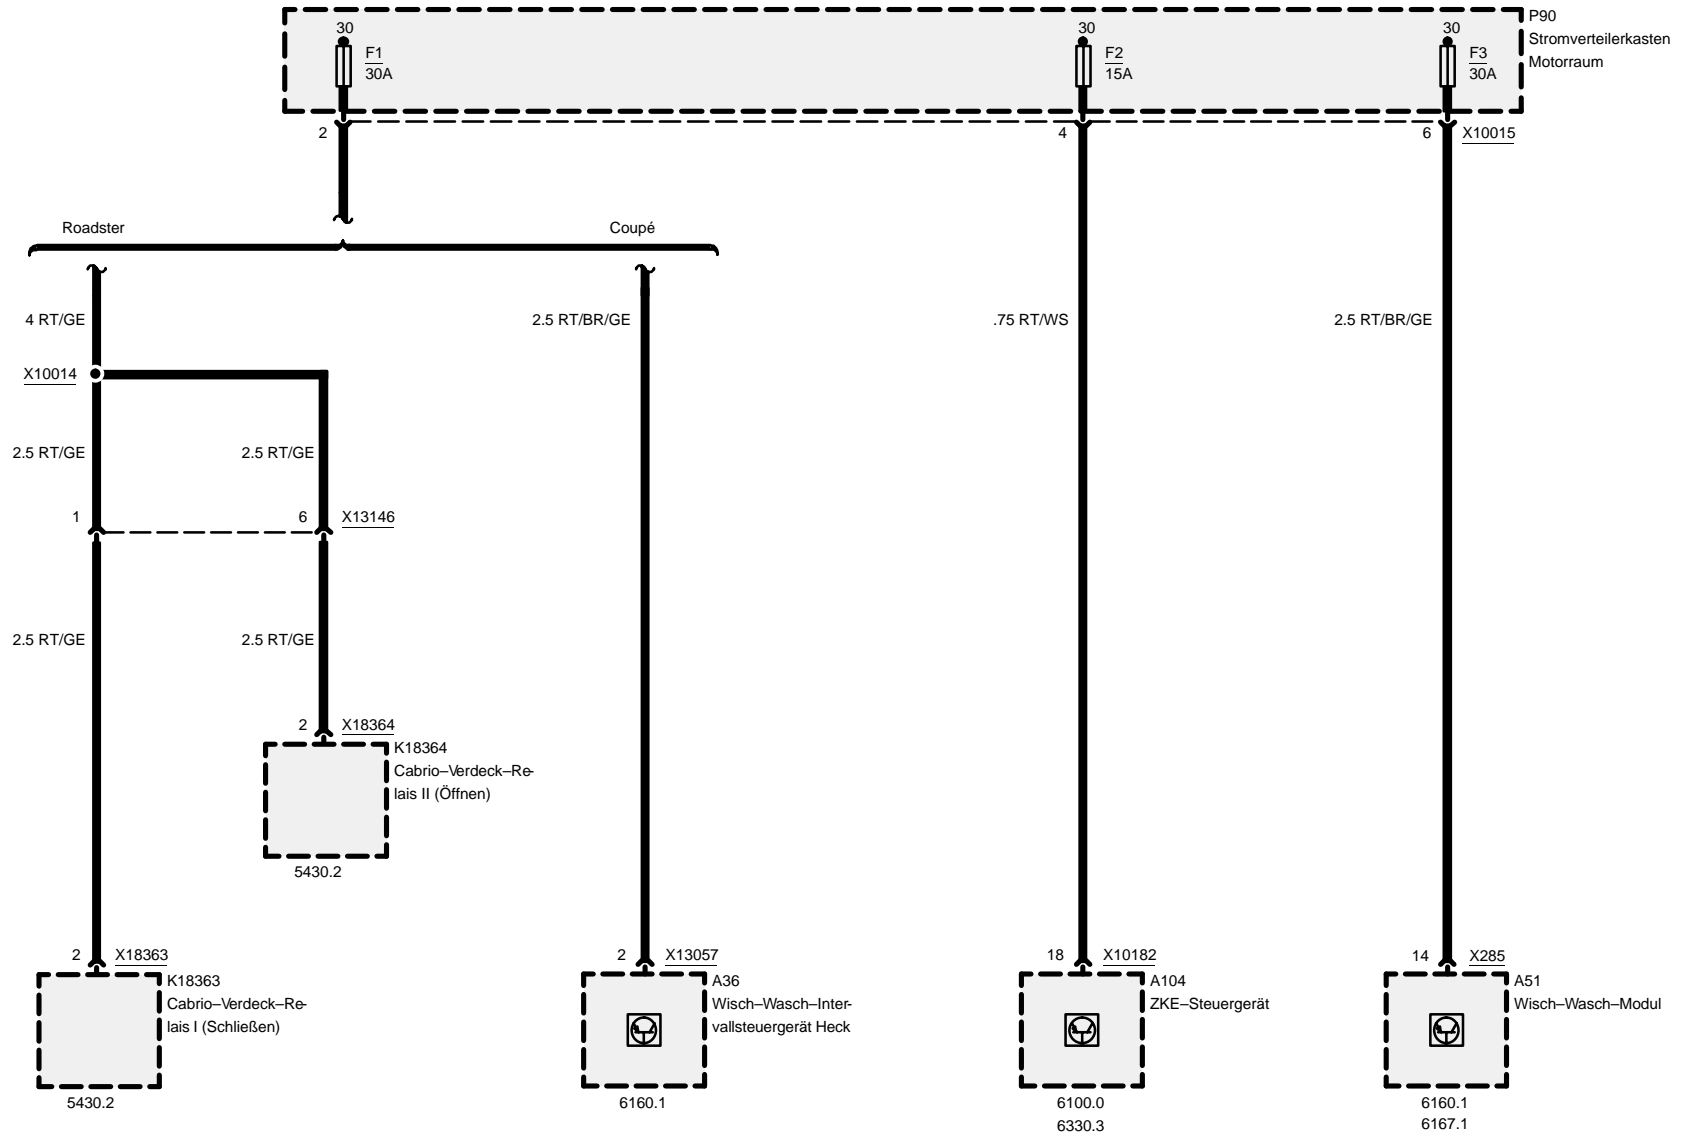 P90
Stromverteilerkasten
Motorraum
30
F1
30A
30
F2
15A
30
F3
30A
2
4
6 X10015
Roadster
Coupé
4 RT/GE
2.5 RT/BR/GE
.75 RT/WS
2.5 RT/BR/GE
X10014
2.5 RT/GE
2.5 RT/GE
1
6 X13146
2.5 RT/GE
2.5 RT/GE
2 X18364
K18364
Cabrio–Verdeck–Re-
lais II (Öffnen)
5430.2
2 X18363
K18363
Cabrio–Verdeck–Re-
lais I (Schließen)
5430.2
2 X13057
A36
Wisch–Wasch–Inter-
vallsteuergerät Heck
6160.1
18 X10182
A104
ZKE–Steuergerät
6100.0
6330.3
14 X285
A51
Wisch–Wasch–Modul
6160.1
6167.1